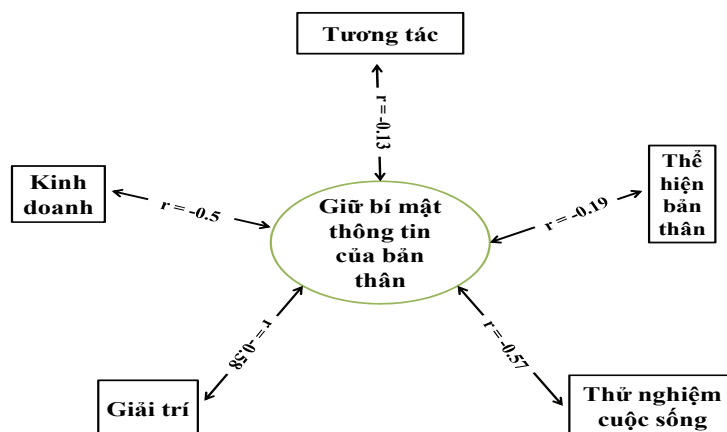 Tương tác
r = -0.13
Kinh
doanh
r = -0.5
Giữ bí mật
thông tin
của bản
thân
r = -0.19
Thể
hiện
bản
thân
r = -0.58
r = -0.57
Giải trí
Thử nghiệm
cuộc sống